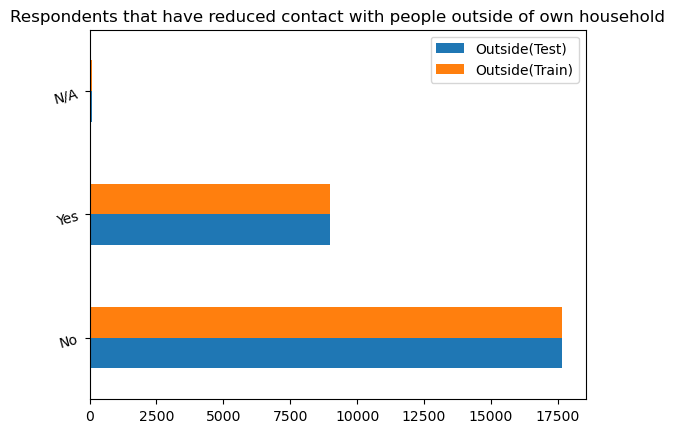 Respondents that have reduced contact with people outside of own household
Outside(Test)
Outside(Train)
N/A
Yes
No
0 2500 5000 7500 10000 12500 15000 17500